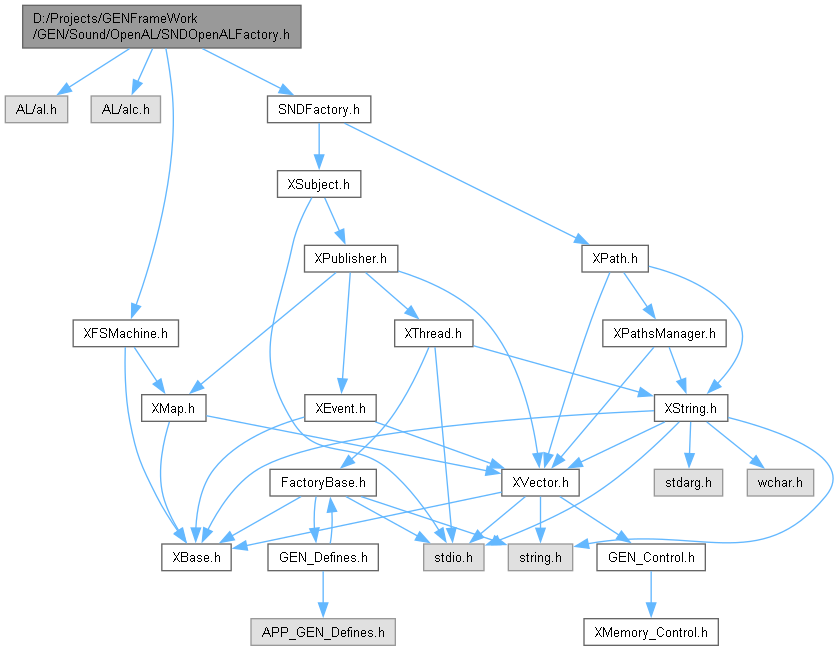 D:/Projects/GENFrameWork
/GEN/Sound/OpenAL/SNDOpenALFactory.h
AL/al.h
AL/alc.h
SNDFactory.h
XSubject.h
XPublisher.h
XPath.h
XFSMachine.h
XThread.h
XPathsManager.h
XMap.h
XEvent.h
XString.h
FactoryBase.h
XVector.h
stdarg.h
wchar.h
XBase.h
GEN_Defines.h
stdio.h
string.h
GEN_Control.h
APP_GEN_Defines.h
XMemory_Control.h